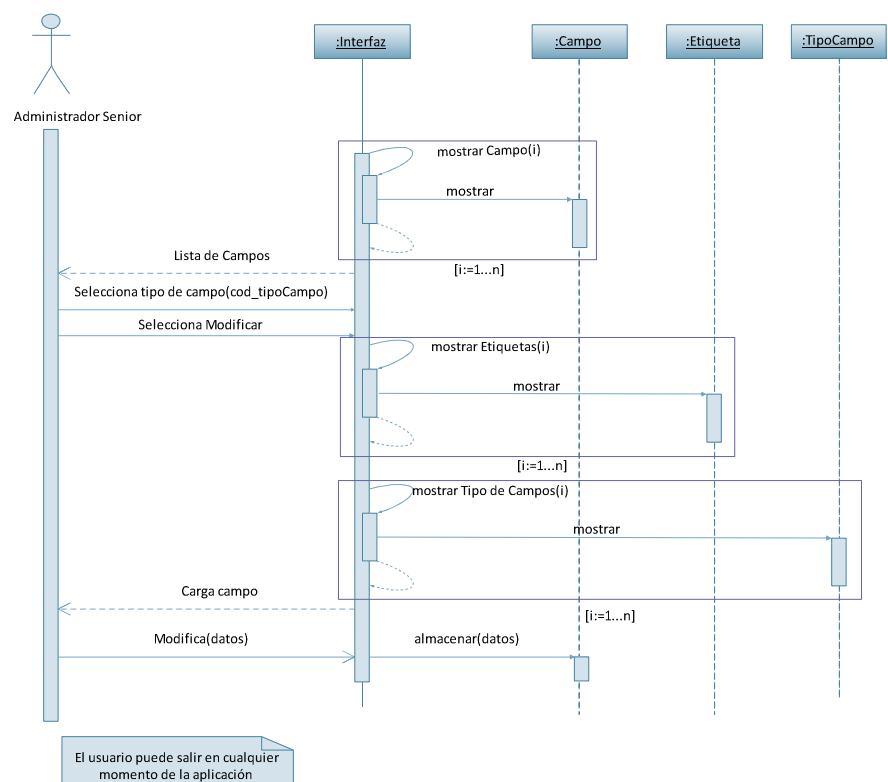 :Interfaz
:Campo
:Etiqueta
:TipoCampo
Administrador Senior
mostrar Campo(i)
mostrar
Lista de Campos
[i:=1...n]
Selecciona tipo de campo(cod_tipoCampo)
Selecciona Modificar
mostrar Etiquetas(i)
mostrar
[i:=1...n]
mostrar Tipo de Campos(i)
mostrar
Carga campo
[i:=1...n]
Modifica(datos)
almacenar(datos)
El usuario puede salir en cualquier
momento de la aplicación